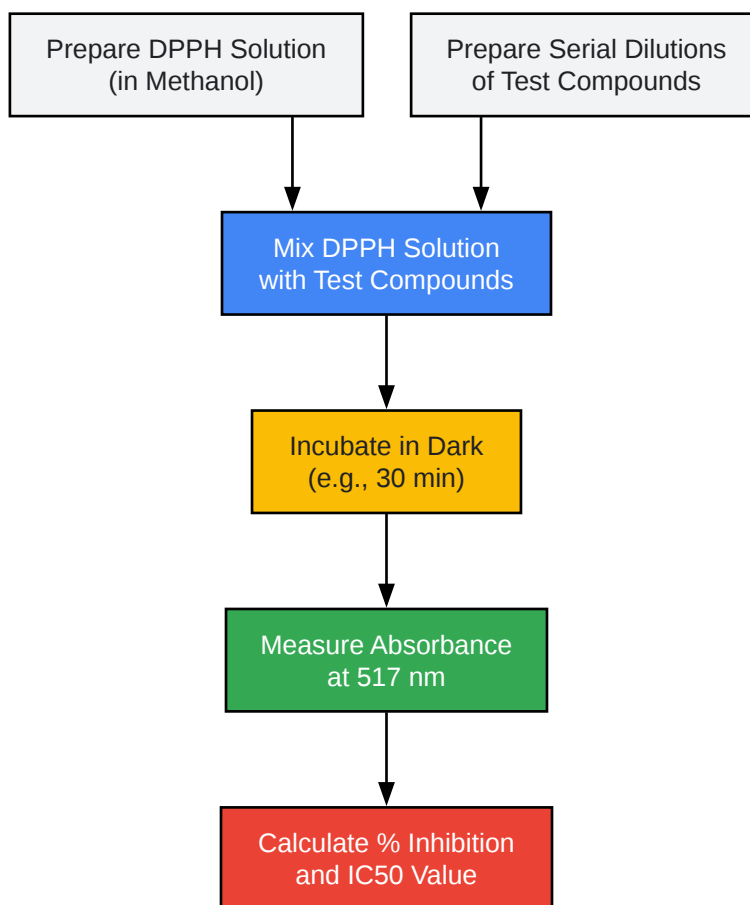 Prepare DPPH Solution
(in Methanol)
Prepare Serial Dilutions
of Test Compounds
Mix DPPH Solution
with Test Compounds
Incubate in Dark
(e.g., 30 min)
Measure Absorbance
at 517 nm
Calculate % Inhibition
and IC50 Value